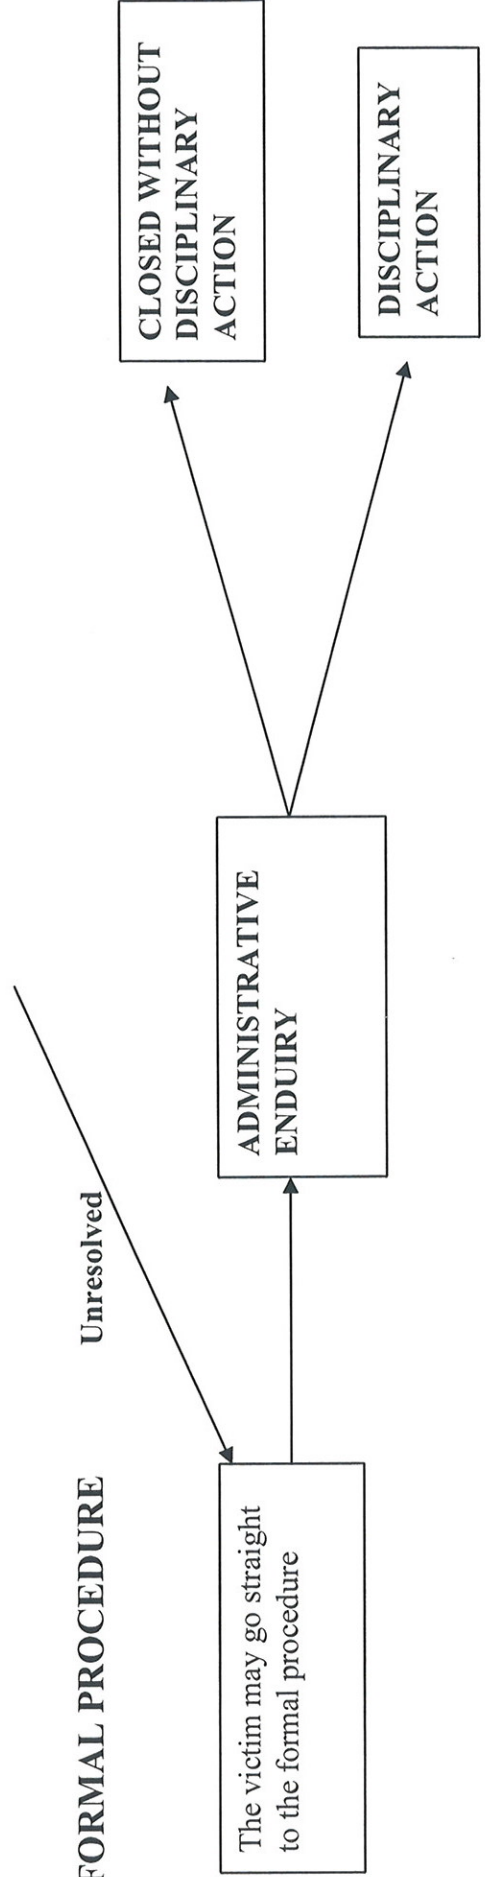 FORMAL PROCEDURE
Unresolved
The victim may go straight
to the formal procedure
ADMINISTRATIVE
ENDUIRY
CLOSED WITHOUT
DISCIPLINARY
ACTION
DISCIPLINARY
ACTION